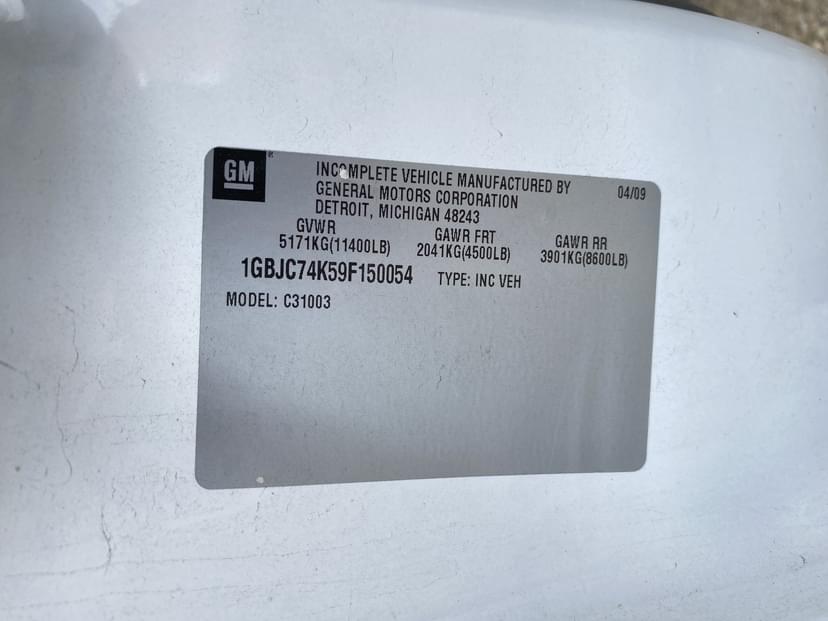 GM ®
INCOMPLETE VEHICLE MANUFACTURED BY 04/09
GENERAL MOTORS CORPORATION
DETROIT, MICHIGAN 48243
GVWR GAWR FRT GAWR RR
5171KG(11400LB) 2041KG(4500LB) 3901KG(8600LB)
1GBJC74K59F150054 TYPE: INC VEH
MODEL: C31003